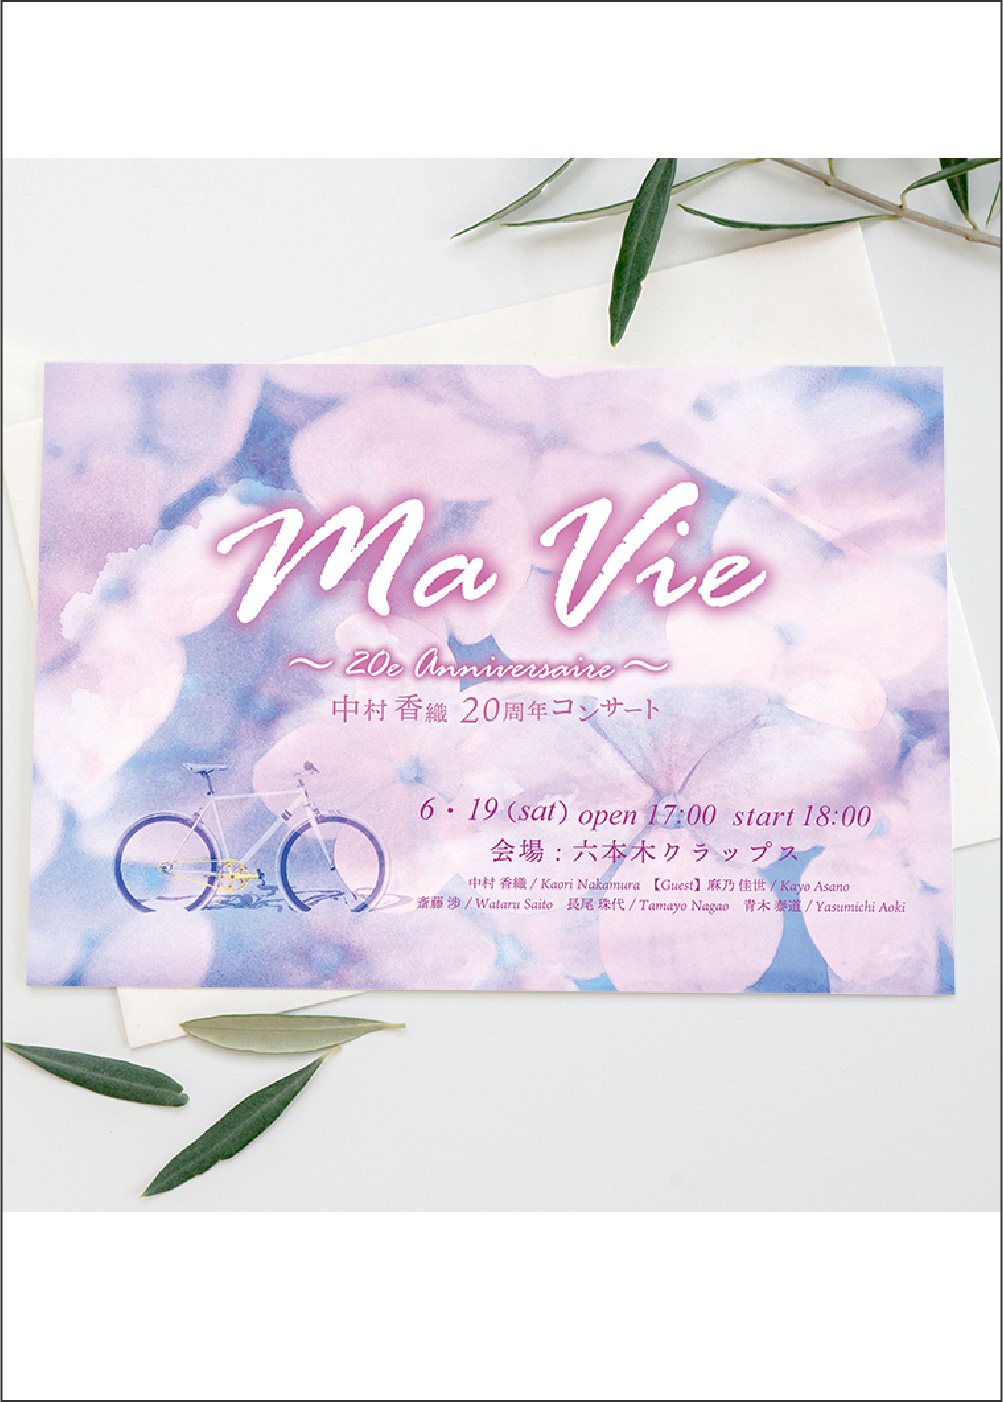 Ma Vie
～ 20e Anniversaire ～
中村 香織 20周年コンサート
6・19 (sat) open 17:00 start 18:00
会場：六本木クラップス
中村 香織 / Kaori Nakamura 【Guest】麻乃 佳世 / Kayo Asano
斎藤 渉 / Wataru Saito 長尾 珠代 / Tamayo Nagao 青木 泰道 / Yasumichi Aoki